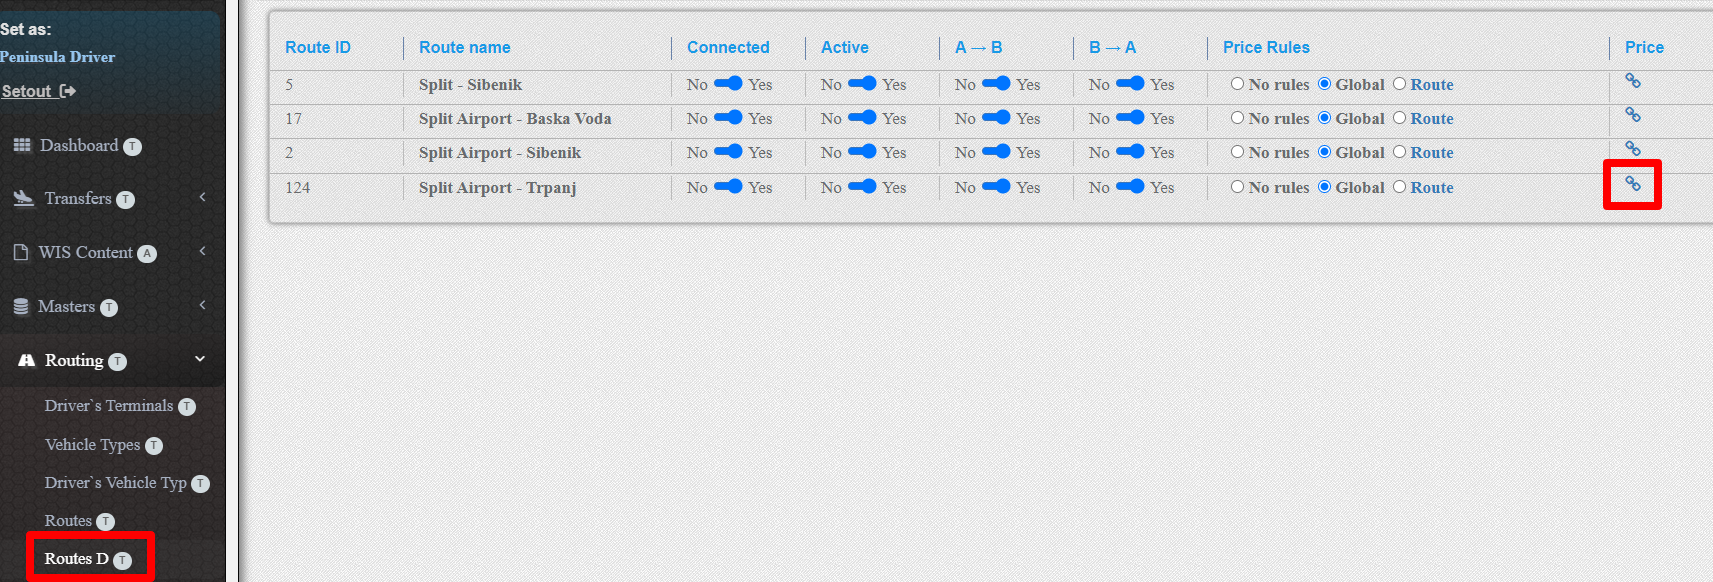 Set as:
Peninsula Driver
Setout
Dashboard T
Transfers T
WIS Content A
Masters T
Routing T
Driver`s Terminals T
Vehicle Types T
Driver`s Vehicle Typ T
Routes T
Routes D T
Route ID Route name Connected Active A → B B → A Price Rules Price
5 Split - Sibenik No Yes No Yes No Yes No Yes No rules Global Route
17 Split Airport - Baska Voda No Yes No Yes No Yes No Yes No rules Global Route
2 Split Airport - Sibenik No Yes No Yes No Yes No Yes No rules Global Route
124 Split Airport - Trpanj No Yes No Yes No Yes No Yes No rules Global Route